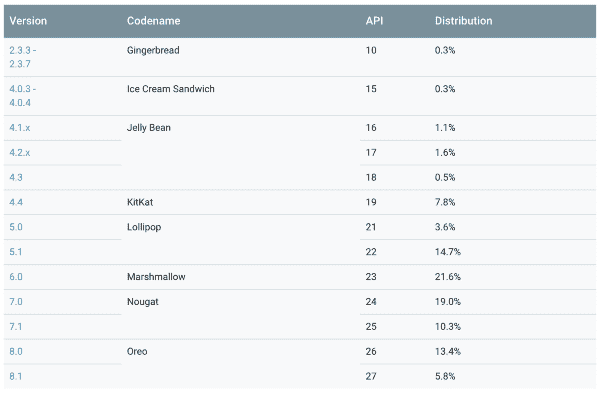 Version Codename API Distribution
2.3.3 - Gingerbread 10 0.3%
2.3.7
4.0.3 - Ice Cream Sandwich 15 0.3%
4.0.4
4.1.x Jelly Bean 16 1.1%
4.2.x 17 1.6%
4.3 18 0.5%
4.4 KitKat 19 7.8%
5.0 Lollipop 21 3.6%
5.1 22 14.7%
6.0 Marshmallow 23 21.6%
7.0 Nougat 24 19.0%
7.1 25 10.3%
8.0 Oreo 26 13.4%
8.1 27 5.8%